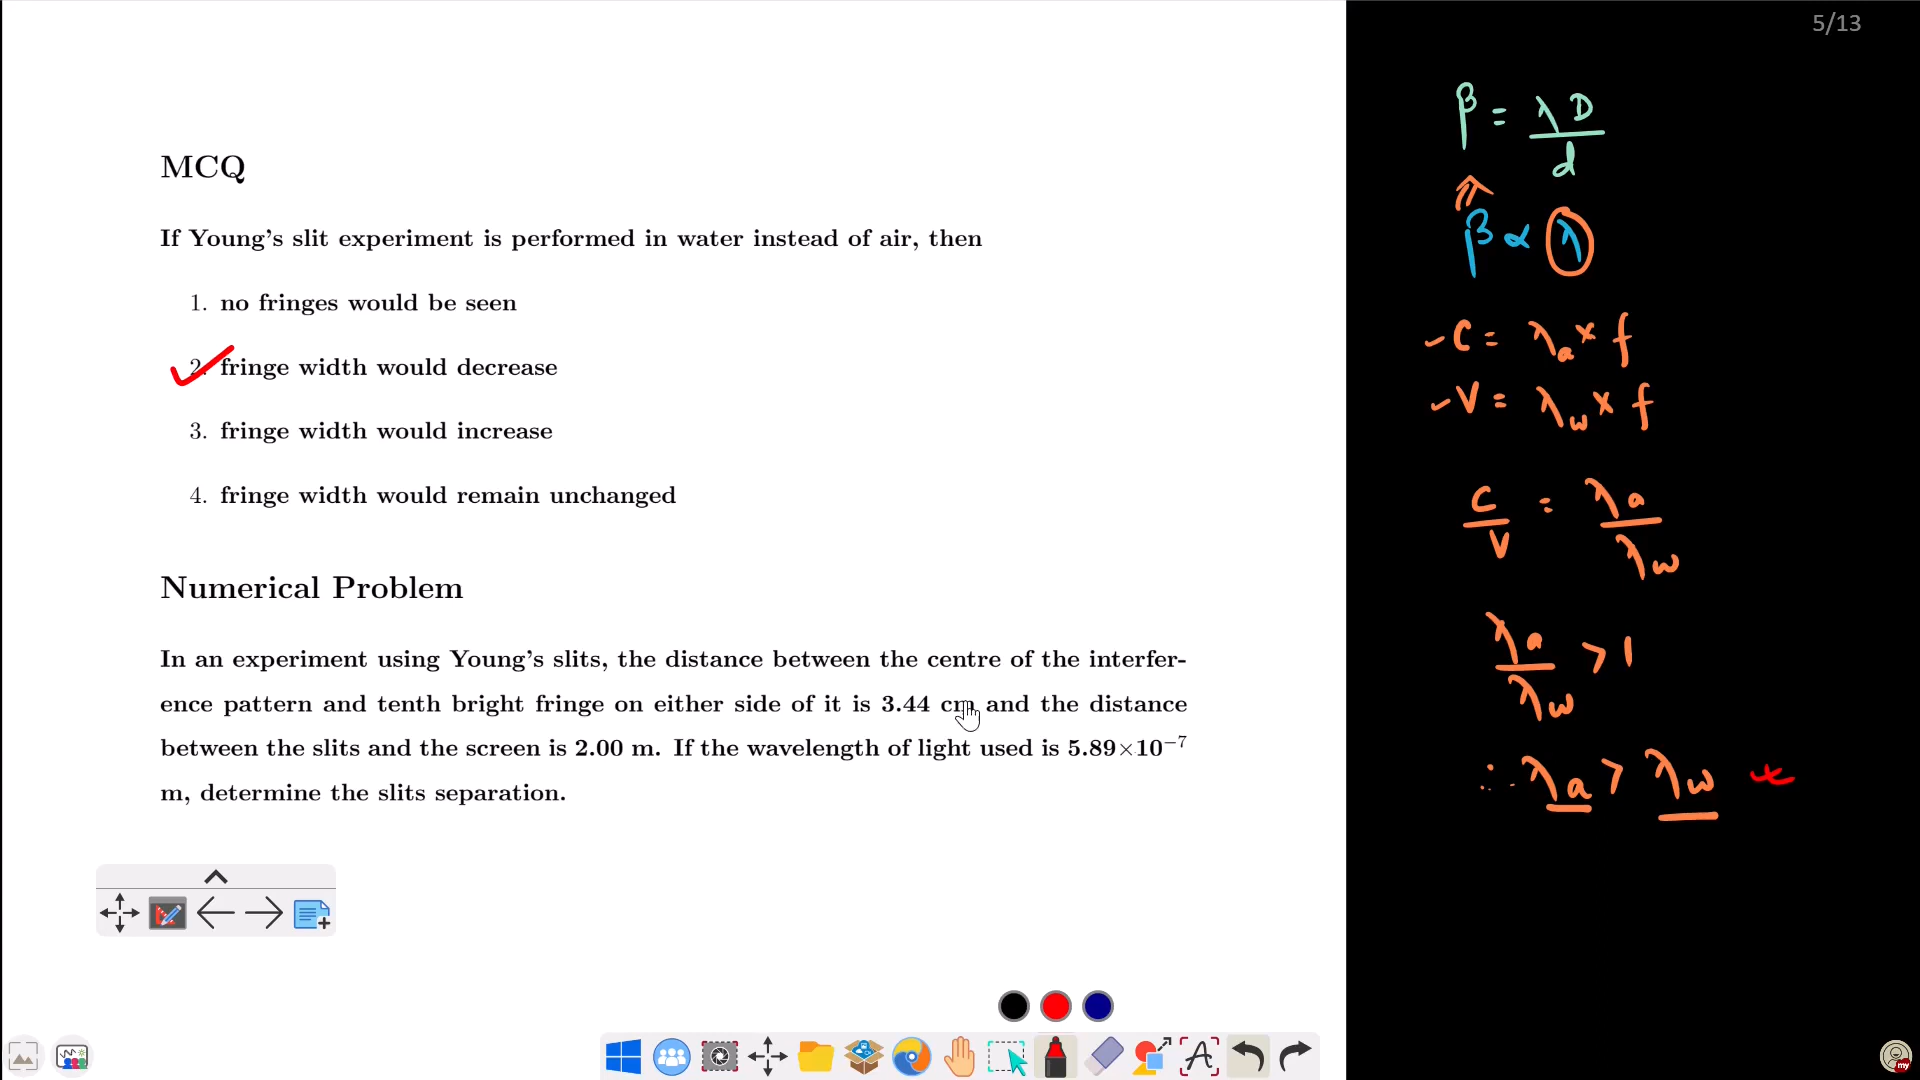 5/13
MCQ
If Young's slit experiment is performed in water instead of air, then
1. no fringes would be seen
2. fringe width would decrease
3. fringe width would increase
4. fringe width would remain unchanged
Numerical Problem
In an experiment using Young's slits, the distance between the centre of the interfer-
ence pattern and tenth bright fringe on either side of it is 3.44 cm and the distance
between the slits and the screen is 2.00 m. If the wavelength of light used is 5.89×10⁻⁷
m, determine the slits separation.
β = λD
d
β ∝ λ
C = λa × f
V = λw × f
C = λa
V λw
λa > 1
λw
∴ λa > λw
my